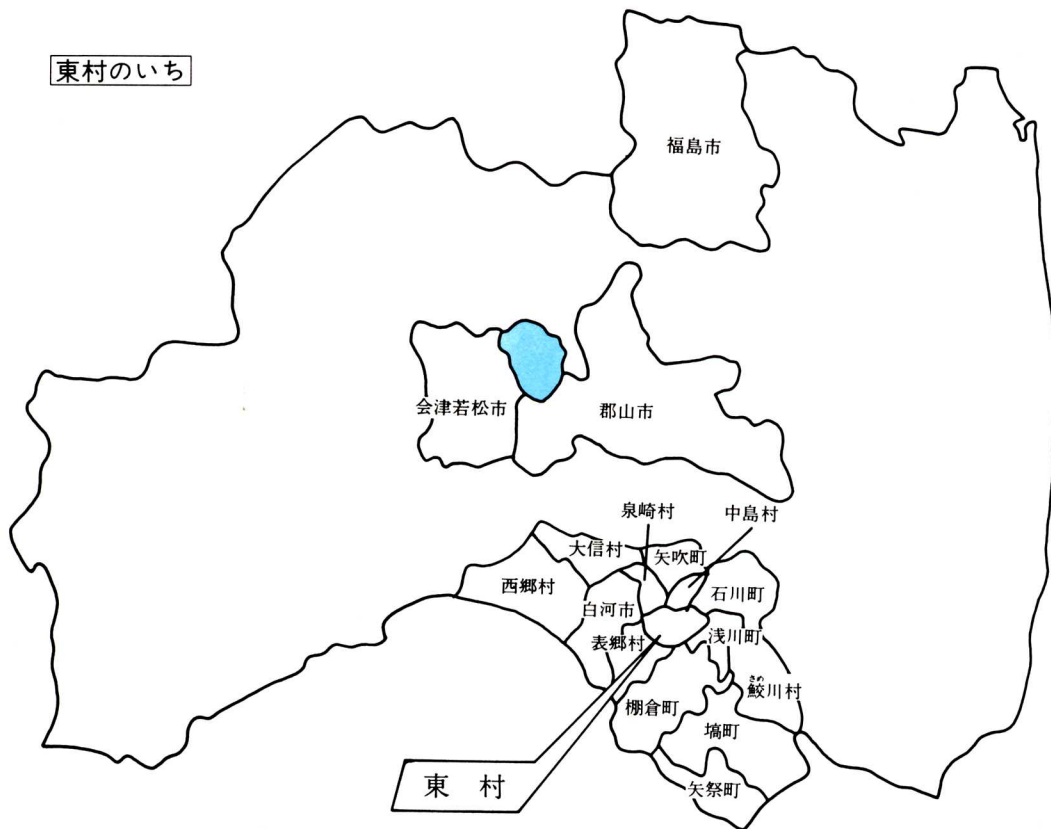 東村のいち
福島市
会津若松市
郡山市
泉崎村
中島村
大信村
矢吹町
西郷村
石川町
白河市
表郷村
浅川町
さめ
鮫川村
棚倉町
塙町
東村
矢祭町